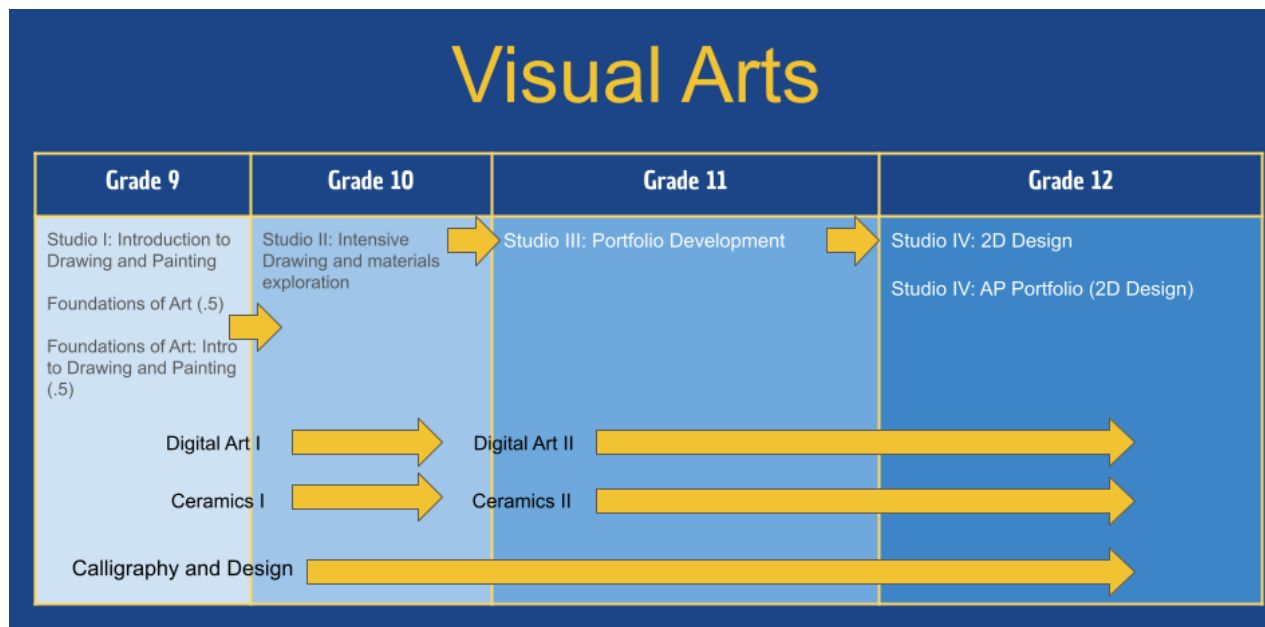 Visual Arts
Grade 9
Grade 10
Grade 11
Grade 12
Studio I: Introduction to
Drawing and Painting
Foundations of Art (.5)
Foundations of Art: Intro
to Drawing and Painting
(.5)
Studio II: Intensive
Drawing and materials
exploration
Studio III: Portfolio Development
Studio IV: 2D Design
Studio IV: AP Portfolio (2D Design)
Digital Art I
Digital Art II
Ceramics I
Ceramics II
Calligraphy and Design